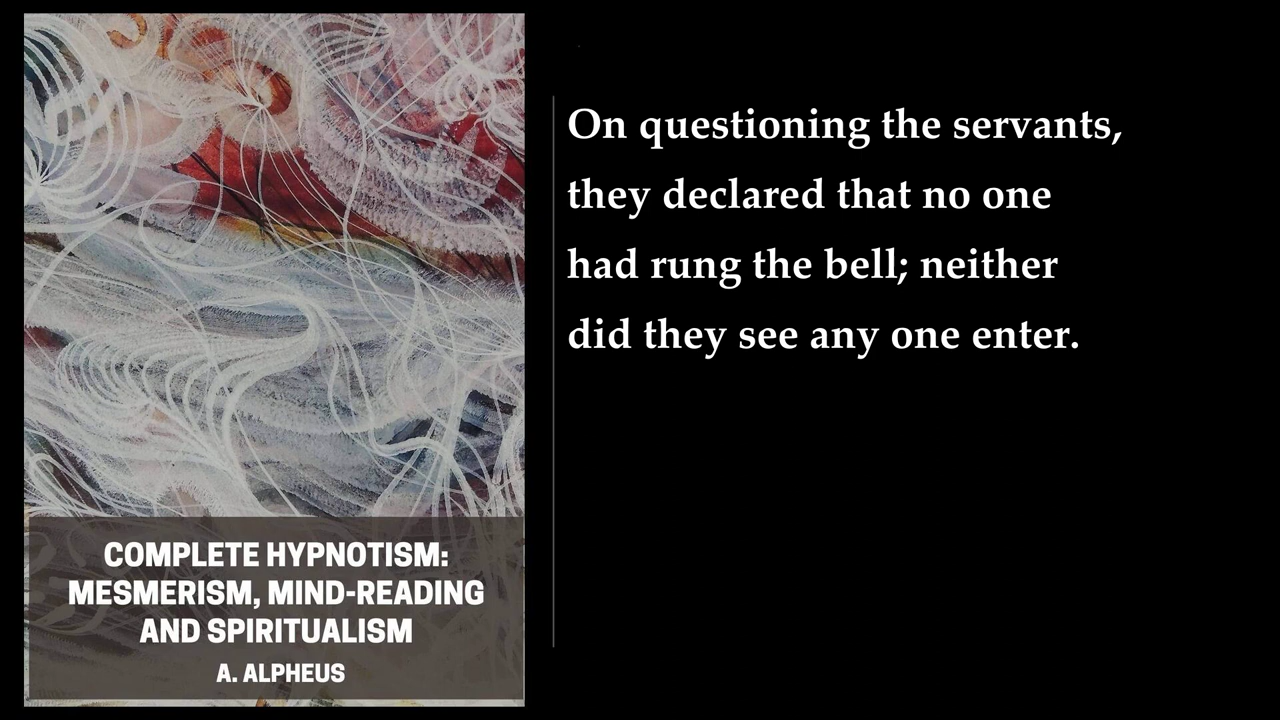 COMPLETE HYPNOTISM:
MESMERISM, MIND-READING
AND SPIRITUALISM
A. ALPHEUS
On questioning the servants,
they declared that no one
had rung the bell; neither
did they see any one enter.